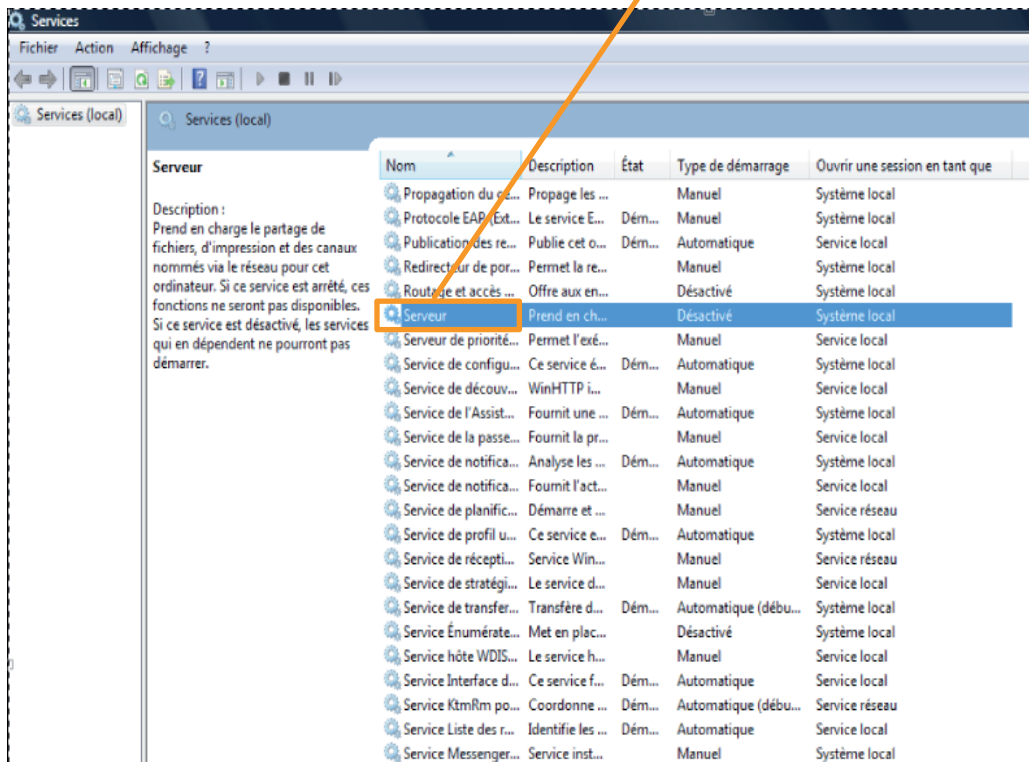 Services
Fichier Action Affichage ?
Services (local)
Services (local)
Serveur
Description :
Prend en charge le partage de
fichiers, d'impression et des canaux
nommés via le réseau pour cet
ordinateur. Si ce service est arrêté, ces
fonctions ne seront pas disponibles.
Si ce service est désactivé, les services
qui en dépendent ne pourront pas
démarrer.
Nom Description État Type de démarrage Ouvrir une session en tant que
Propagation du ce... Propage les ... Manuel Système local
Protocole EAP (Ext... Le service E... Dém... Manuel Système local
Publication des re... Publie cet o... Dém... Automatique Service local
Redirecteur de por... Permet la re... Manuel Système local
Routage et accès ... Offre aux en... Désactivé Système local
Serveur Prend en ch... Désactivé Système local
Serveur de priorité... Permet l'exé... Manuel Service local
Service de configu... Ce service é... Dém... Automatique Système local
Service de découv... WinHTTP i... Manuel Service local
Service de l'Assist... Fournit une ... Dém... Automatique Système local
Service de la passe... Fournit la pr... Manuel Service local
Service de notifica... Analyse les ... Dém... Automatique Système local
Service de notifica... Fournit l'act... Manuel Service local
Service de planific... Démarre et ... Manuel Service réseau
Service de profil u... Ce service e... Dém... Automatique Système local
Service de récepti... Service Win... Manuel Service réseau
Service de stratégi... Le service d... Manuel Service local
Service de transfer... Transfère d... Dém... Automatique (débu... Système local
Service Énumérate... Met en plac... Désactivé Système local
Service hôte WDIS... Le service h... Manuel Service local
Service Interface d... Ce service f... Dém... Automatique Service local
Service KtmRm po... Coordonne ... Dém... Automatique (débu... Service réseau
Service Liste des r... Identifie les ... Dém... Automatique Service local
Service Messenger... Service inst... Manuel Système local